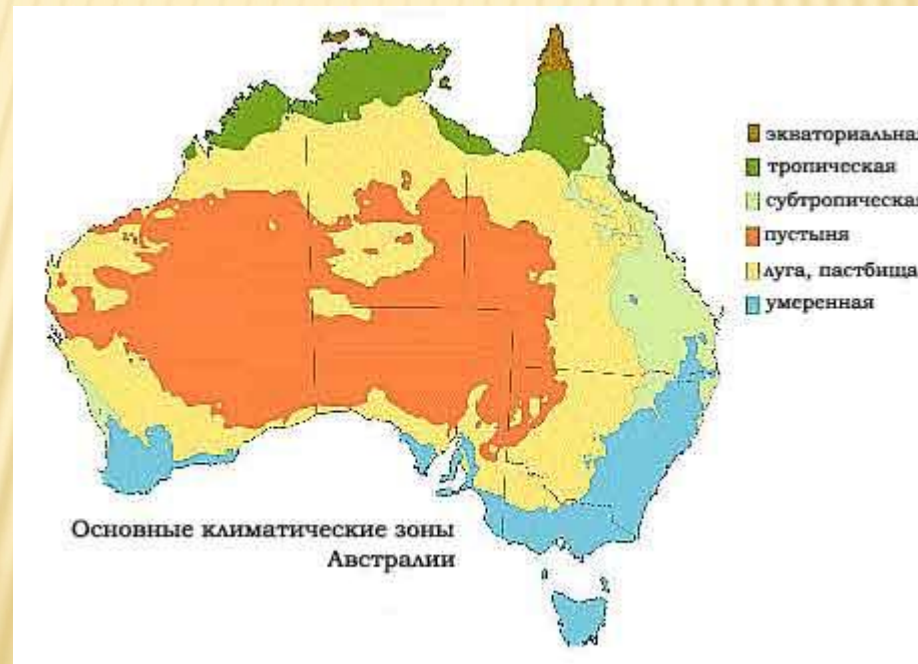 экваториальная
тропическая
субтропическая
пустыня
луга, пастбища
умеренная
Основные климатические зоны
Австралии